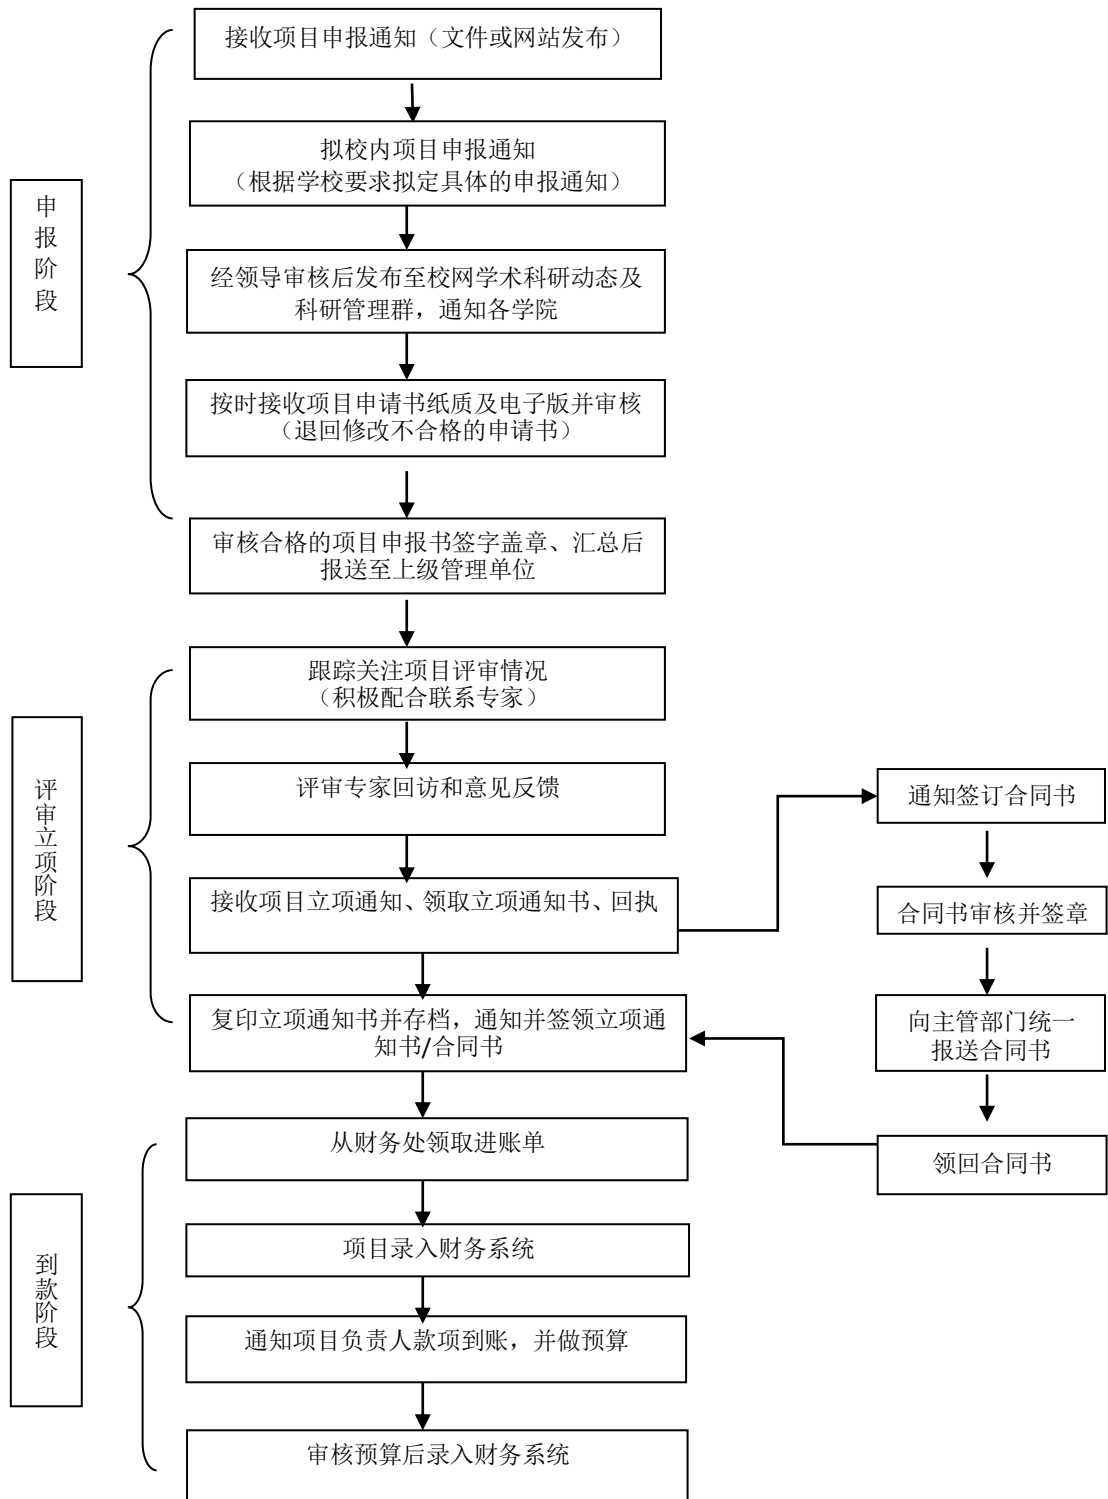 接收项目申报通知（文件或网站发布）
拟校内项目申报通知
（根据学校要求拟定具体的申报通知）
申报阶段
经领导审核后发布至校网学术科研动态及
科研管理群，通知各学院
按时接收项目申请书纸质及电子版并审核
（退回修改不合格的申请书）
审核合格的项目申报书签字盖章、汇总后
报送至上级管理单位
跟踪关注项目评审情况
（积极配合联系专家）
评审立项阶段
评审专家回访和意见反馈
接收项目立项通知、领取立项通知书、回执
通知签订合同书
合同书审核并签章
向主管部门统一
报送合同书
领回合同书
复印立项通知书并存档，通知并签领立项通
知书/合同书
到款阶段
从财务处领取进账单
项目录入财务系统
通知项目负责人款项到账，并做预算
审核预算后录入财务系统